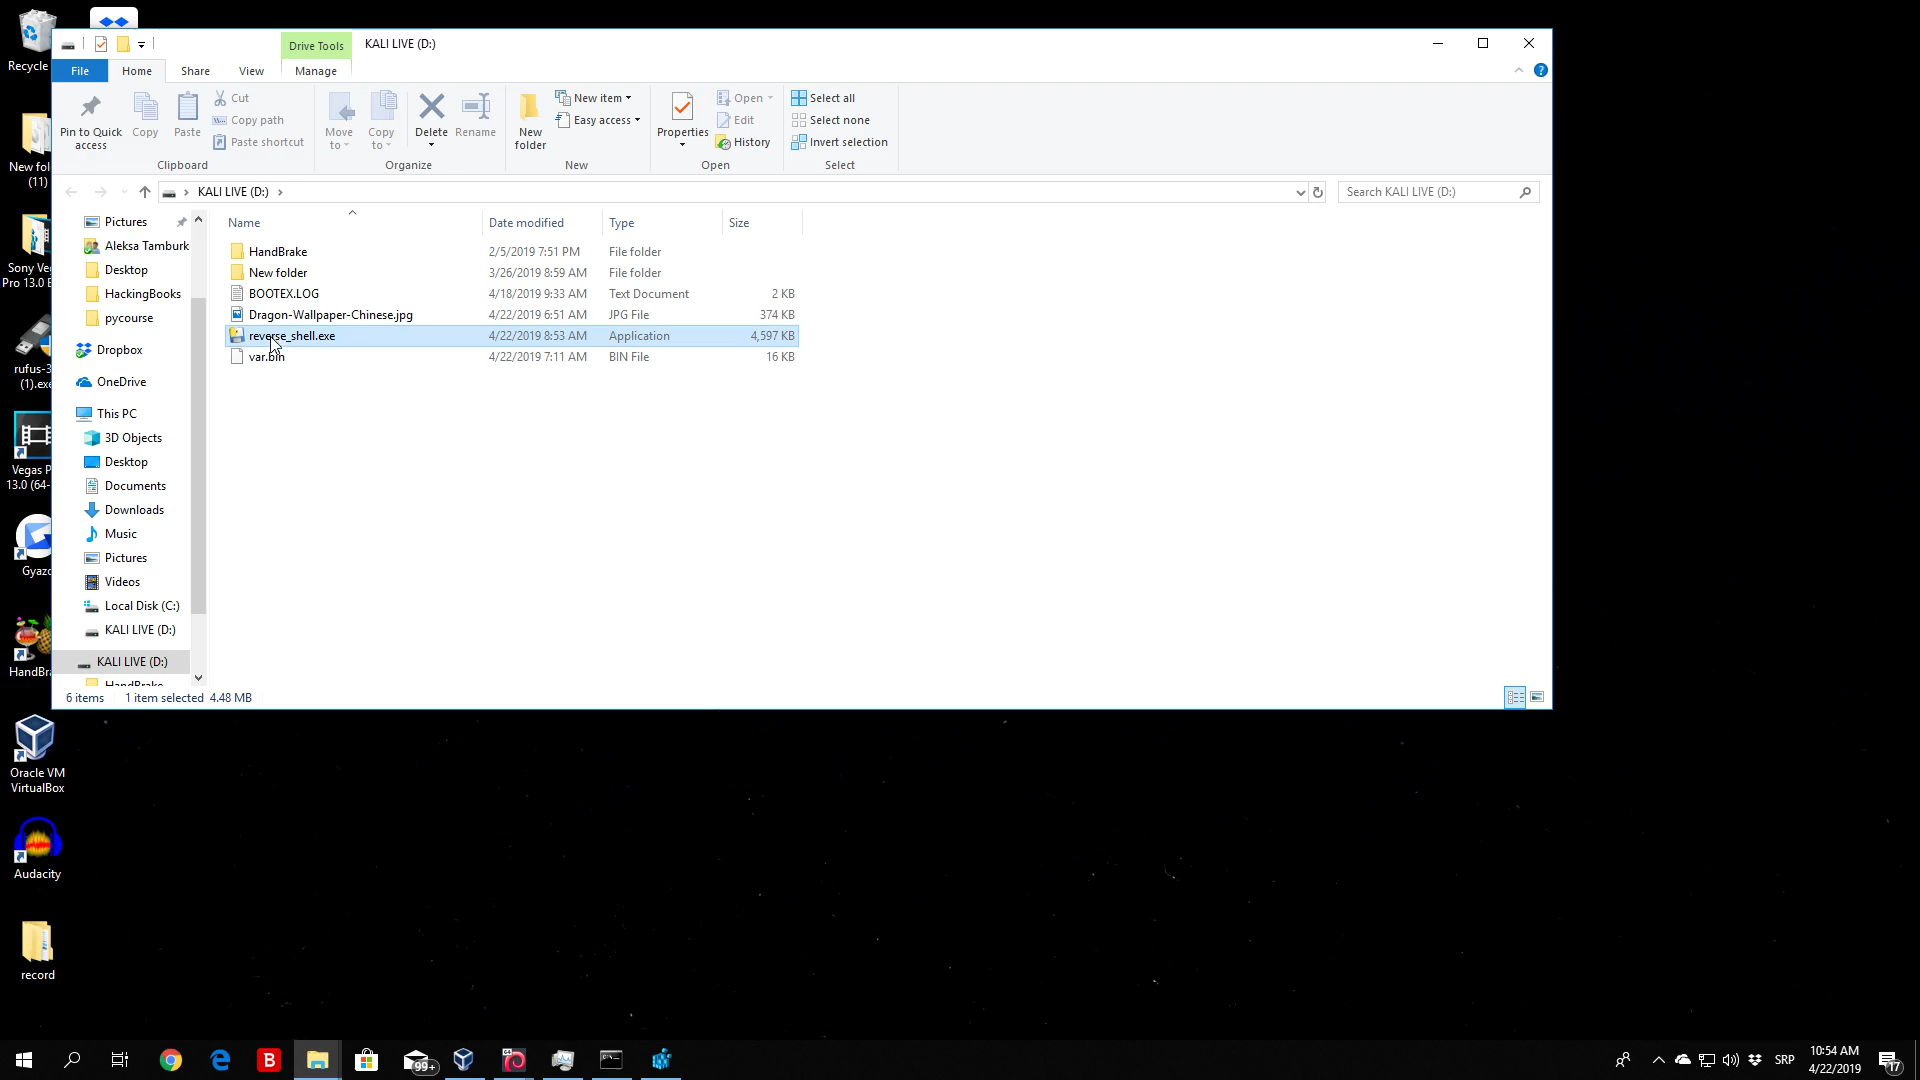 Recycle
Drive Tools
KALI LIVE (D:)
File
Home
Share
View
Manage
Pin to Quick
access
Copy
Paste
Cut
Copy path
Paste shortcut
Clipboard
Move
to
Copy
to
Delete
Rename
Organize
New
folder
New item
Easy access
New
Properties
Open
Edit
History
Open
Select all
Select none
Invert selection
Select
KALI LIVE (D:)
Search KALI LIVE (D:)
Pictures
Aleksa Tamburk
Desktop
HackingBooks
pycourse
Dropbox
OneDrive
This PC
3D Objects
Desktop
Documents
Downloads
Music
Pictures
Videos
Local Disk (C:)
KALI LIVE (D:)
KALI LIVE (D:)
HandBrake
Name Date modified Type Size
HandBrake 2/5/2019 7:51 PM File folder
New folder 3/26/2019 8:59 AM File folder
BOOTEX.LOG 4/18/2019 9:33 AM Text Document 2 KB
Dragon-Wallpaper-Chinese.jpg 4/22/2019 6:51 AM JPG File 374 KB
reverse_shell.exe 4/22/2019 8:53 AM Application 4,597 KB
var.bin 4/22/2019 7:11 AM BIN File 16 KB
6 items 1 item selected 4.48 MB
New fol
(11)
Sony Ve
Pro 13.0
rufus-3
(1).exe
Vegas P
13.0 (64-
Gyazo
HandBra
Oracle VM
VirtualBox
Audacity
record
B
99+
SRP
10:54 AM
4/22/2019
17